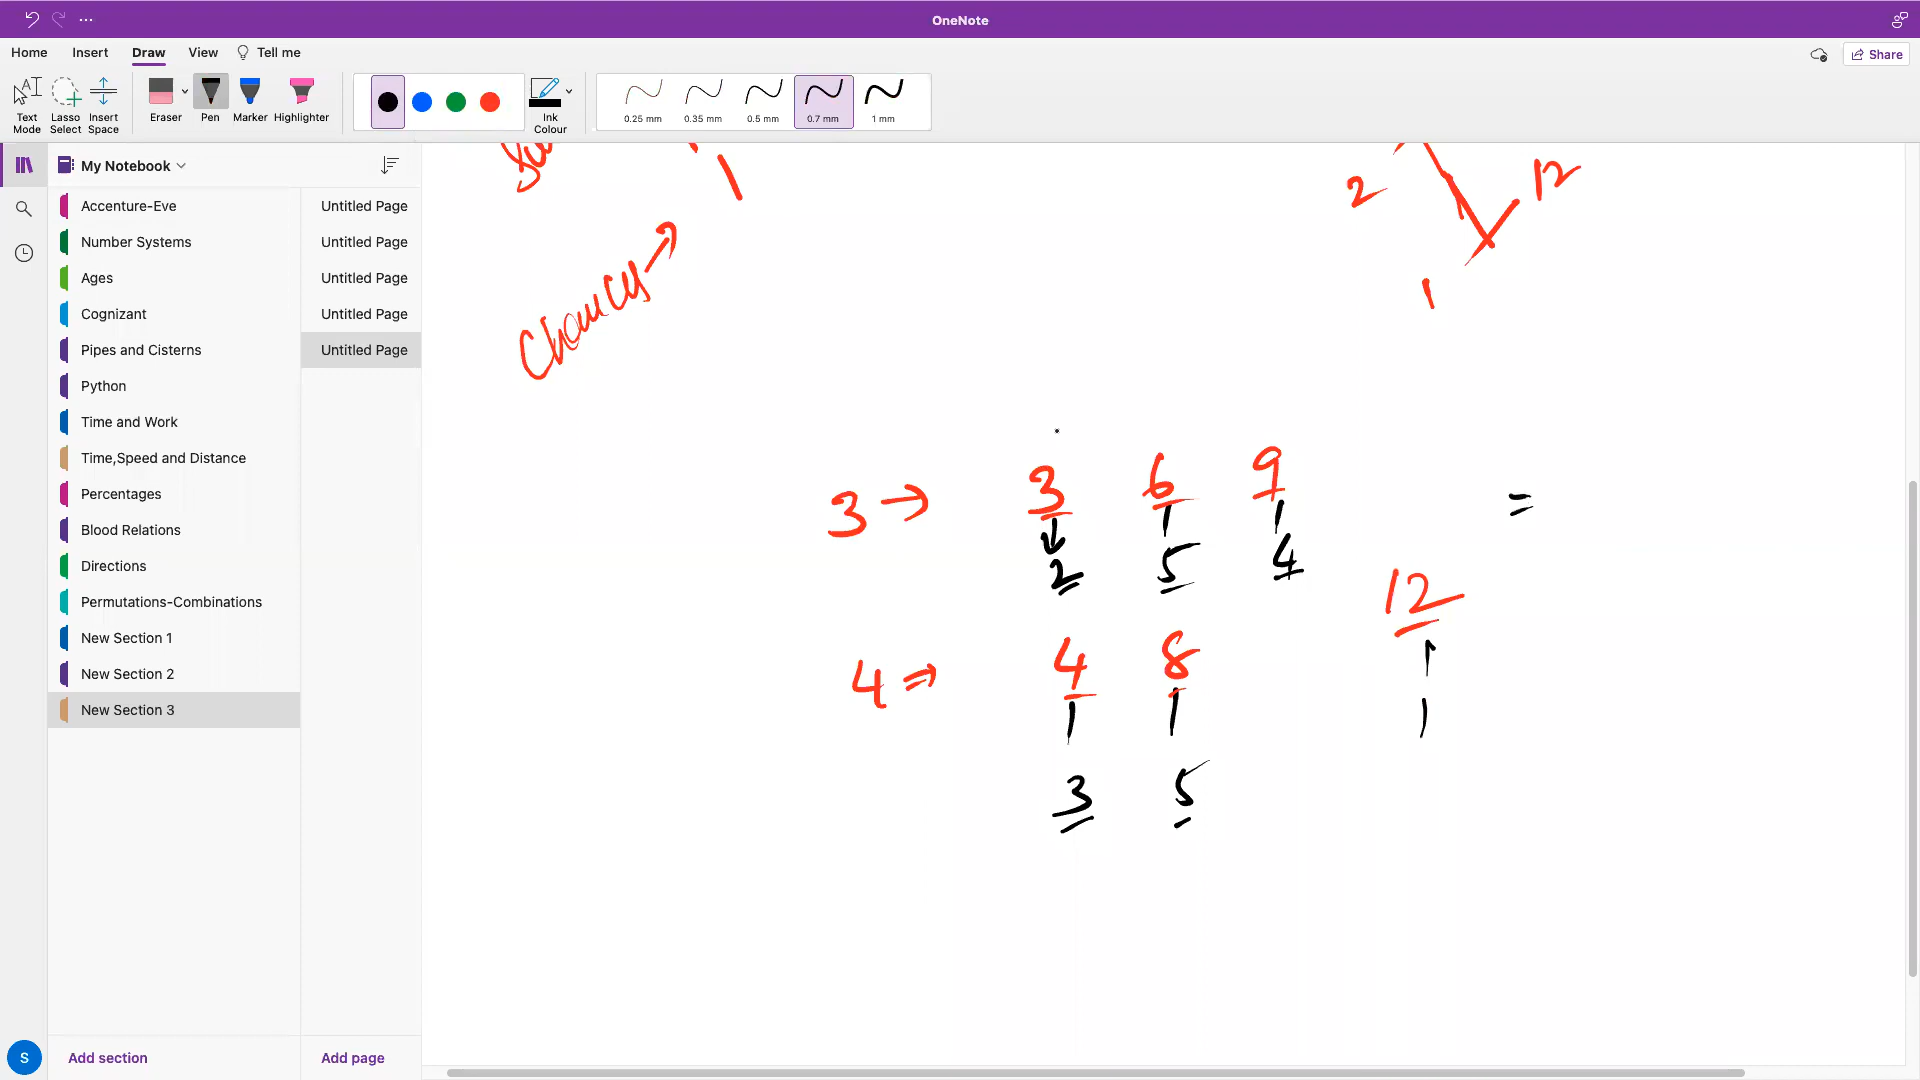 OneNote
Home Insert Draw View Tell me
Share
Text Mode
Lasso Select
Insert Space
Eraser
Pen
Marker
Highlighter
Ink Colour
0.25 mm
0.35 mm
0.5 mm
0.7 mm
1 mm
My Notebook
Accenture-Eve
Number Systems
Ages
Cognizant
Pipes and Cisterns
Python
Time and Work
Time,Speed and Distance
Percentages
Blood Relations
Directions
Permutations-Combinations
New Section 1
New Section 2
New Section 3
Untitled Page
Untitled Page
Untitled Page
Untitled Page
Untitled Page
S
Add section
Add page
1
2 12
1
Chances →
3 → 3 6 9 =
2 5 4
12
4 ⇒ 4 8
1
3 5